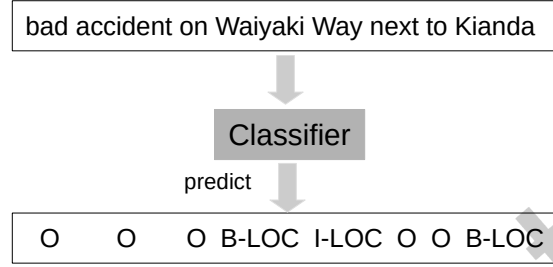 bad accident on Waiyaki Way next to Kianda
Classifier
predict
O O O B-LOC I-LOC O O B-LOC